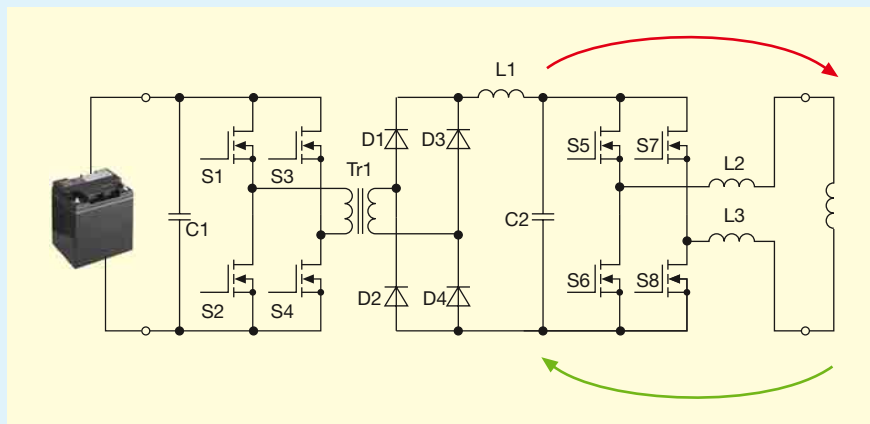 L1
D1 D3
S5 S7
Tr1
S1 S3
L2
L3
C1
C2
S6 S8
D2 D4
S2 S4